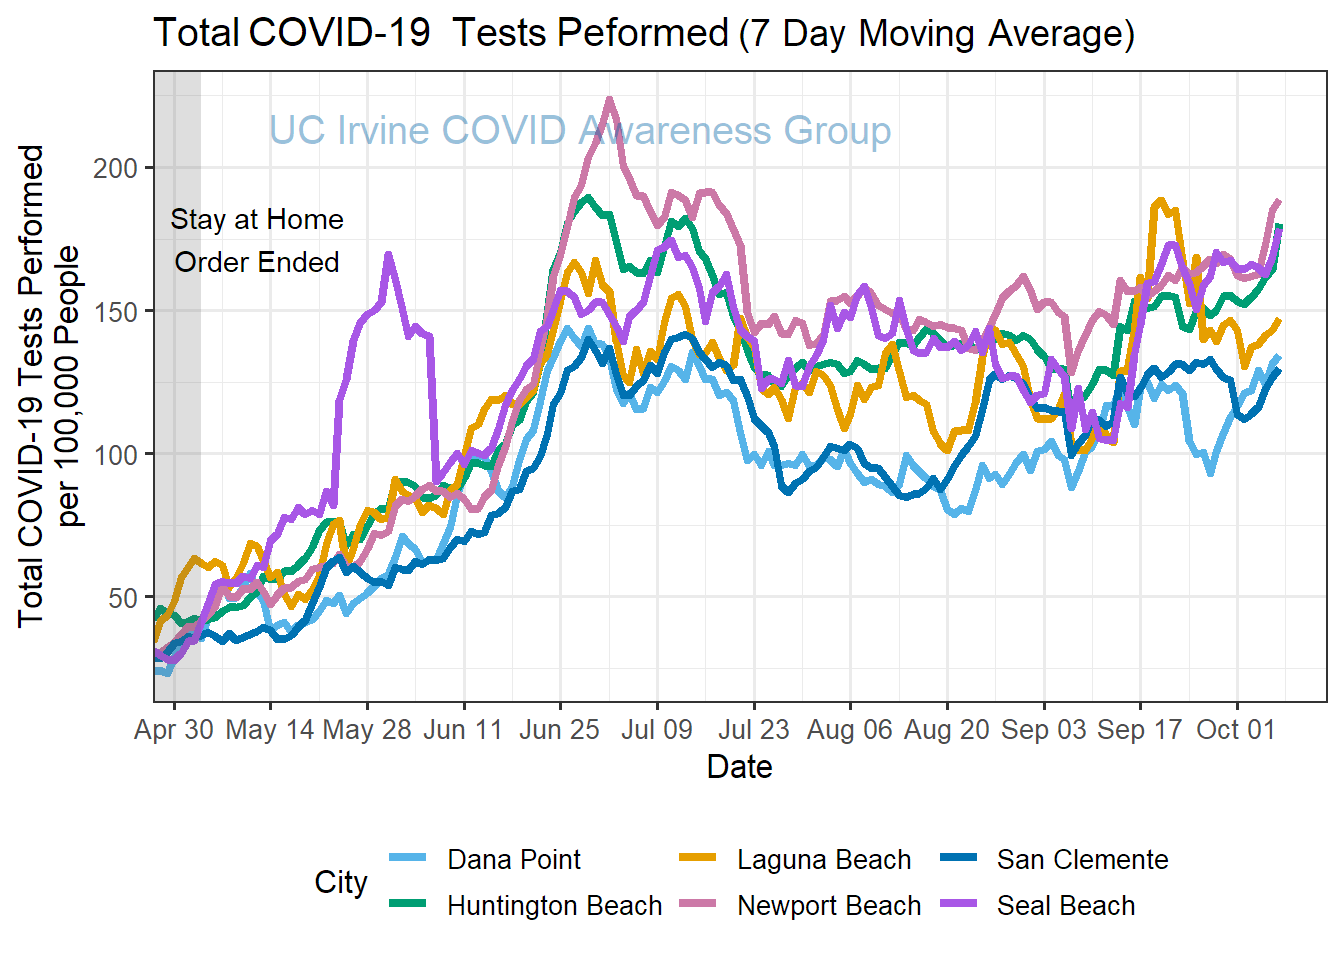 Total COVID-19  Tests Peformed (7 Day Moving Average)
UC Irvine COVID Awareness Group
Stay at Home
Order Ended
Total COVID-19 Tests Performed
per 100,000 People
200
150
100
50
Apr 30 May 14 May 28 Jun 11 Jun 25 Jul 09 Jul 23 Aug 06 Aug 20 Sep 03 Sep 17 Oct 01
Date
City
Dana Point Laguna Beach San Clemente
Huntington Beach Newport Beach Seal Beach